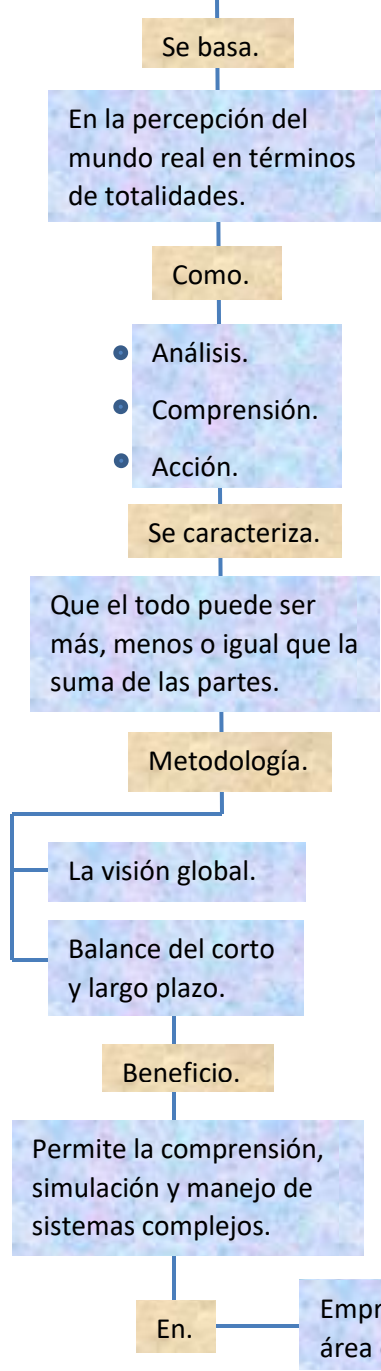 Se basa.
En la percepción del
mundo real en términos
de totalidades.
Como.
Análisis.
Comprensión.
Acción.
Se caracteriza.
Que el todo puede ser
más, menos o igual que la
suma de las partes.
Metodología.
La visión global.
Balance del corto
y largo plazo.
Beneficio.
Permite la comprensión,
simulación y manejo de
sistemas complejos.
En.
área